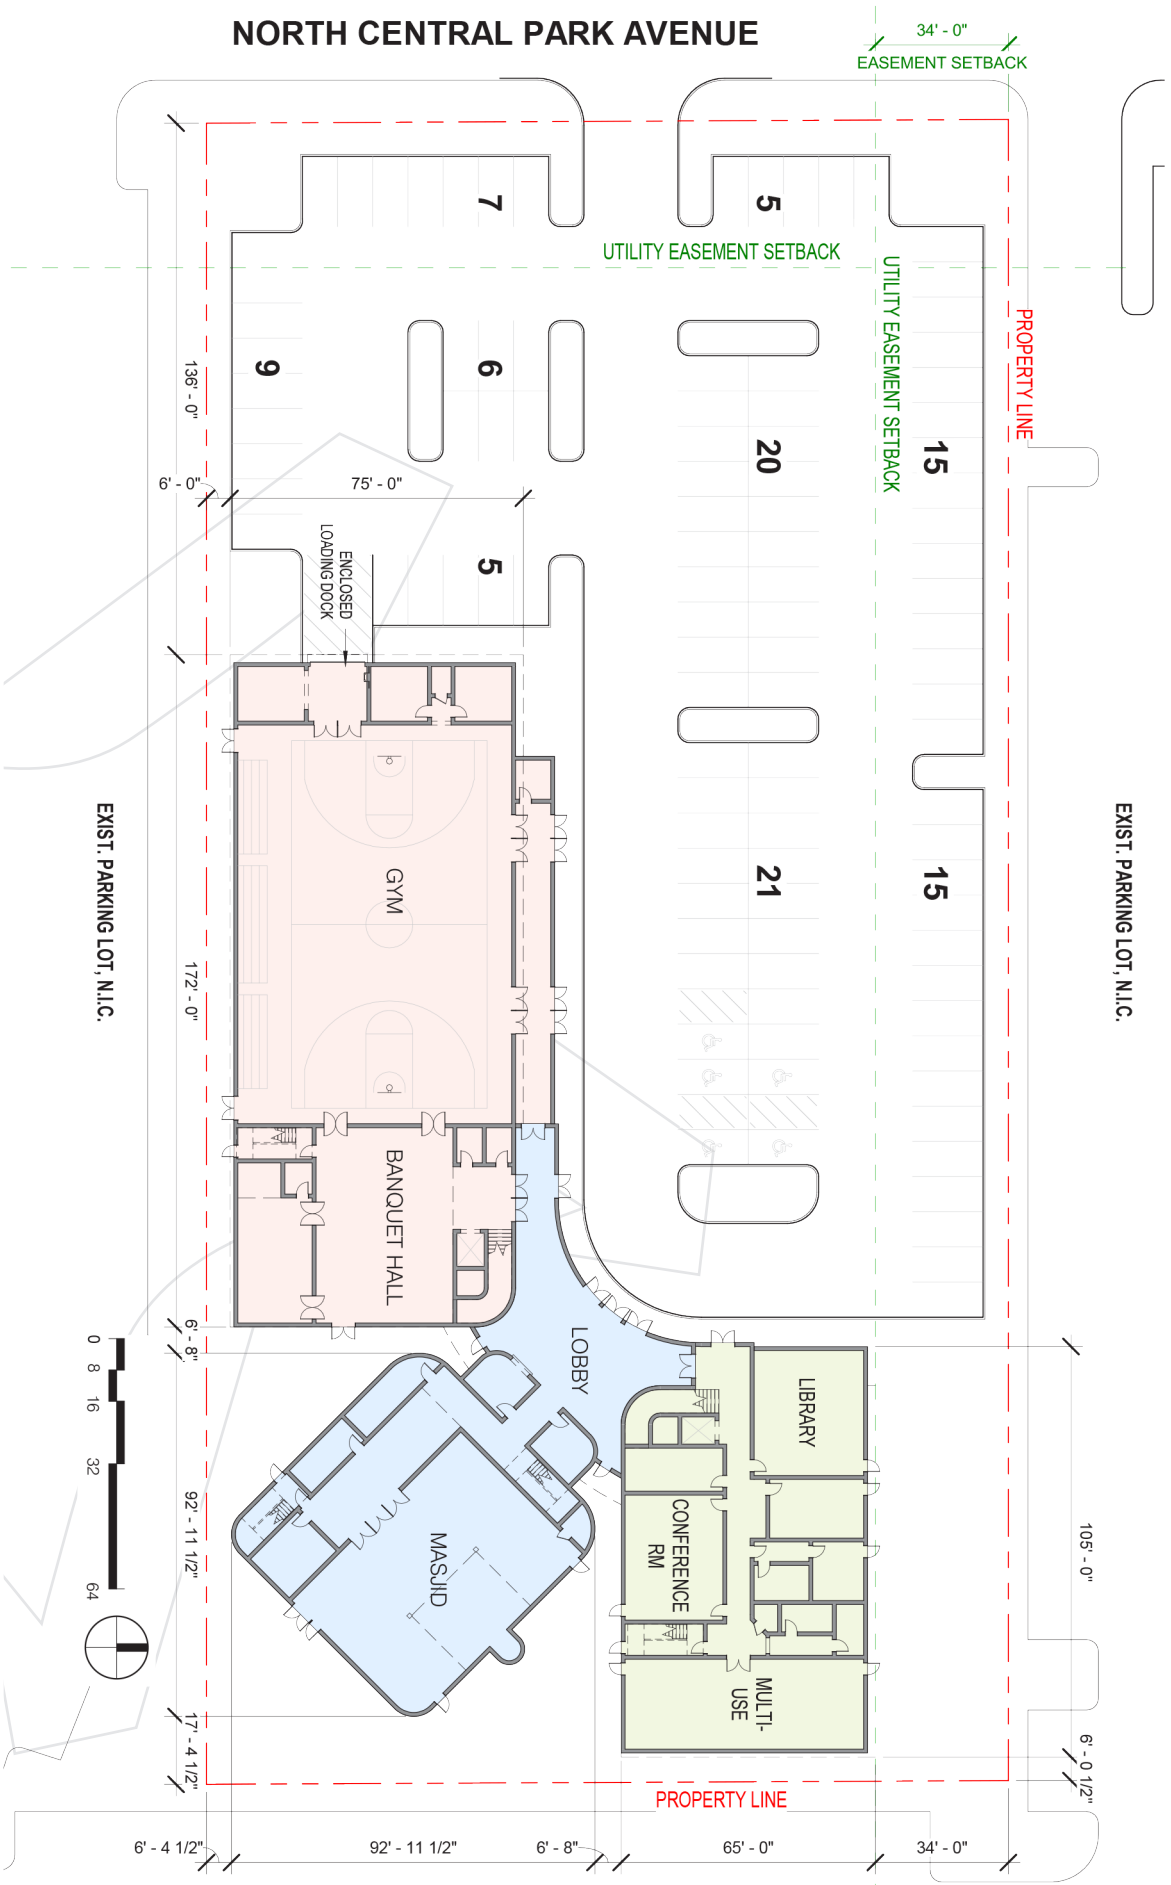 NORTH CENTRAL PARK AVENUE
34' - 0"
EASEMENT SETBACK
7
5
UTILITY EASEMENT SETBACK
UTILITY EASEMENT SETBACK
PROPERTY LINE
136' - 0"
9
6
20
15
6' - 0"
75' - 0"
ENCLOSED
LOADING DOCK
5
EXIST. PARKING LOT, N.I.C.
EXIST. PARKING LOT, N.I.C.
GYM
21
15
172' - 0"
BANQUET HALL
6' - 8"
LOBBY
LIBRARY
0
8
16
32
64
92' - 11 1/2"
MASJID
CONFERENCE
RM
105' - 0"
MULTI-
USE
17' - 4 1/2"
6' - 0 1/2"
PROPERTY LINE
6' - 4 1/2"
92' - 11 1/2"
6' - 8"
65' - 0"
34' - 0"